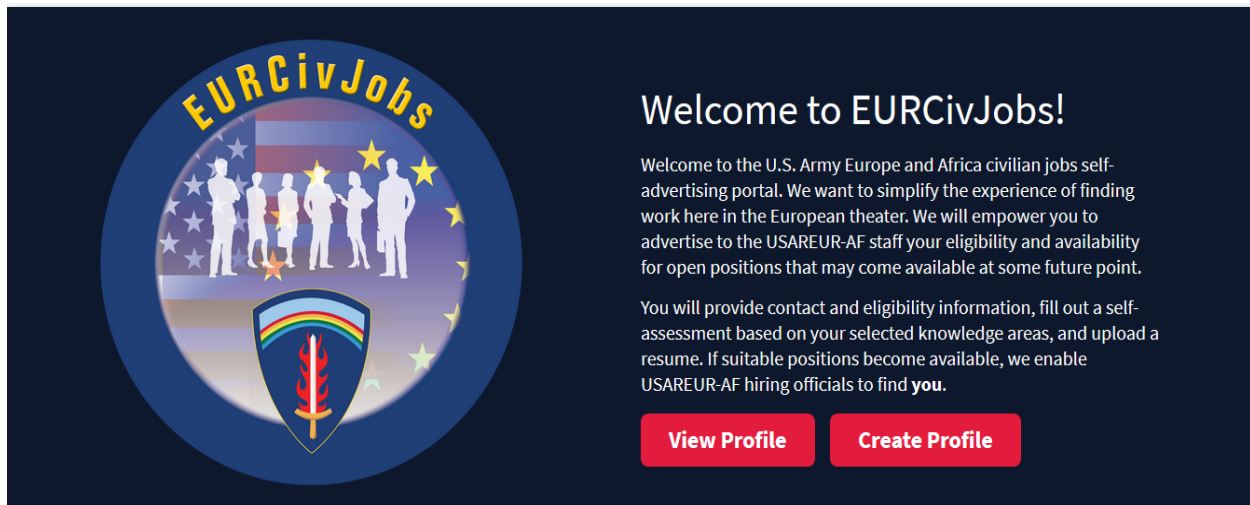 EURCivJobs
Welcome to EURCivJobs!
Welcome to the U.S. Army Europe and Africa civilian jobs self-
advertising portal. We want to simplify the experience of finding
work here in the European theater. We will empower you to
advertise to the USAREUR-AF staff your eligibility and availability
for open positions that may come available at some future point.
You will provide contact and eligibility information, fill out a self-
assessment based on your selected knowledge areas, and upload a
resume. If suitable positions become available, we enable
USAREUR-AF hiring officials to find you.
View Profile
Create Profile